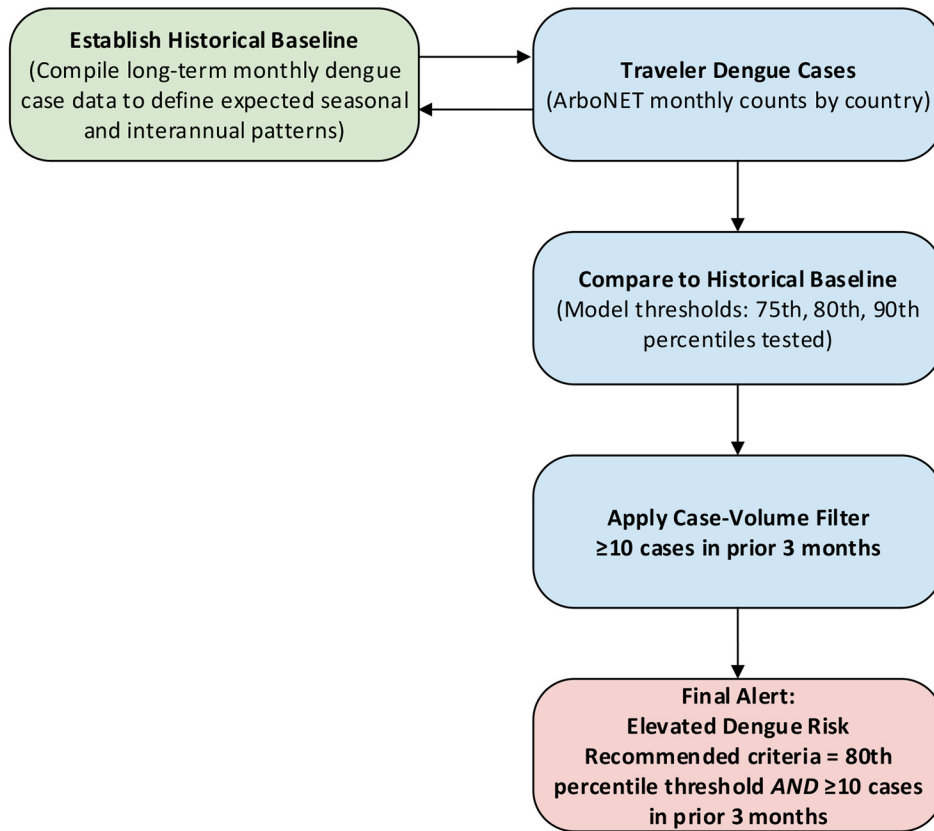 Establish Historical Baseline
(Compile long-term monthly dengue
case data to define expected seasonal
and interannual patterns)
Traveler Dengue Cases
(ArboNET monthly counts by country)
Compare to Historical Baseline
(Model thresholds: 75th, 80th, 90th
percentiles tested)
Apply Case-Volume Filter
≥10 cases in prior 3 months
Final Alert:
Elevated Dengue Risk
Recommended criteria = 80th
percentile threshold AND ≥10 cases
in prior 3 months